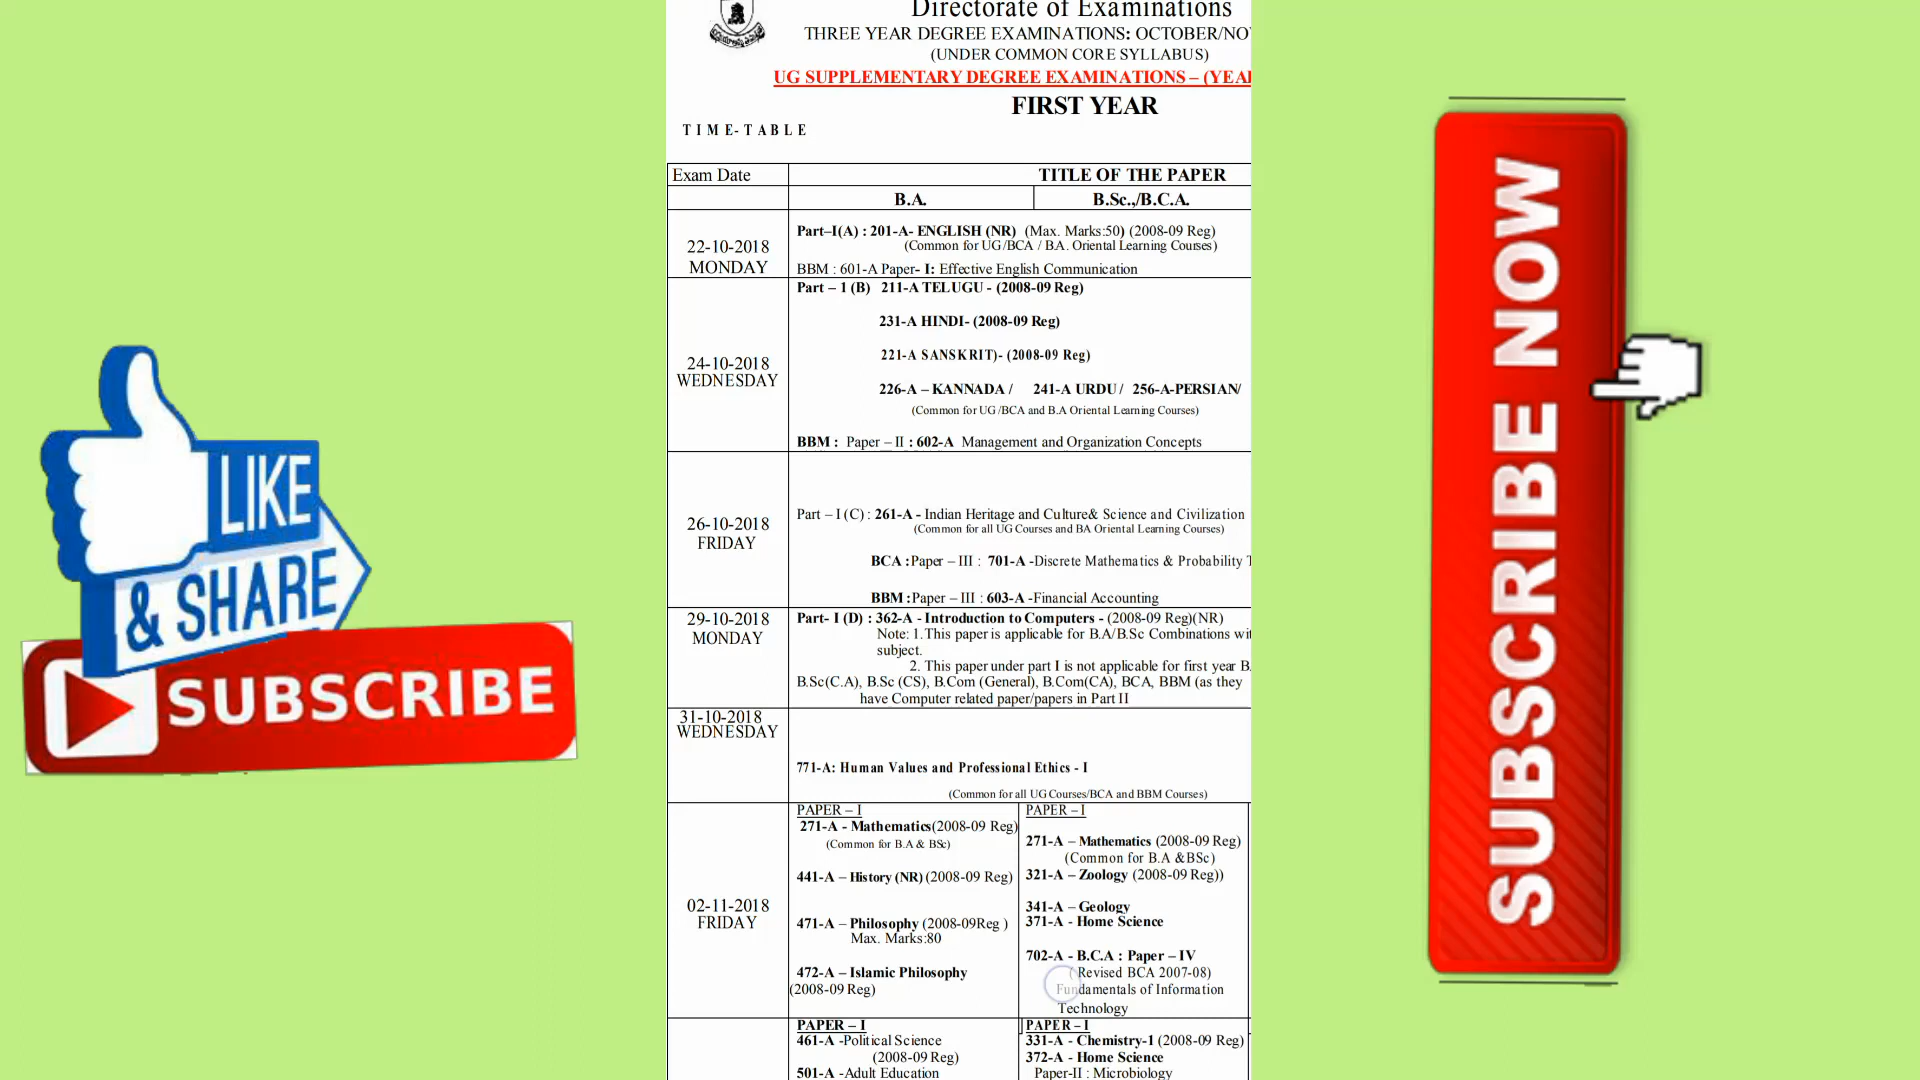 Directorate of Examinations
THREE YEAR DEGREE EXAMINATIONS: OCTOBER/NO
(UNDER COMMON CORE SYLLABUS)
UG SUPPLEMENTARY DEGREE EXAMINATIONS – (YEA
FIRST YEAR
TIME-TABLE
Exam Date
TITLE OF THE PAPER
B.A.
B.Sc.,/B.C.A.
22-10-2018
MONDAY
Part–I(A) : 201-A- ENGLISH (NR) (Max. Marks:50) (2008-09 Reg)
(Common for UG/BCA / BA. Oriental Learning Courses)
BBM : 601-A Paper- I: Effective English Communication
24-10-2018
WEDNESDAY
Part – 1 (B) 211-A TELUGU - (2008-09 Reg)
231-A HINDI- (2008-09 Reg)
221-A SANSKRIT)- (2008-09 Reg)
226-A – KANNADA / 241-A URDU / 256-A-PERSIAN/
(Common for UG /BCA and B.A Oriental Learning Courses)
BBM : Paper – II : 602-A Management and Organization Concepts
26-10-2018
FRIDAY
Part – I (C) : 261-A - Indian Heritage and Culture& Science and Civilization
(Common for all UG Courses and BA Oriental Learning Courses)
BCA :Paper – III : 701-A -Discrete Mathematics & Probability T
BBM :Paper – III : 603-A -Financial Accounting
29-10-2018
MONDAY
Part- I (D) : 362-A - Introduction to Computers - (2008-09 Reg)(NR)
Note: 1.This paper is applicable for B.A/B.Sc Combinations wi
subject.
2. This paper under part I is not applicable for first year B.
B.Sc(C.A), B.Sc (CS), B.Com (General), B.Com(CA), BCA, BBM (as they
have Computer related paper/papers in Part II
31-10-2018
WEDNESDAY
771-A: Human Values and Professional Ethics - I
(Common for all UG Courses/BCA and BBM Courses)
02-11-2018
FRIDAY
PAPER – I
271-A - Mathematics(2008-09 Reg)
(Common for B.A & BSc)
441-A – History (NR) (2008-09 Reg)
471-A – Philosophy (2008-09Reg )
Max. Marks:80
472-A – Islamic Philosophy
(2008-09 Reg)
PAPER – I
271-A – Mathematics (2008-09 Reg)
(Common for B.A &BSc)
321-A – Zoology (2008-09 Reg))
341-A – Geology
371-A - Home Science
702-A - B.C.A : Paper – IV
( Revised BCA 2007-08)
Fundamentals of Information
Technology
PAPER – I
461-A -Political Science
(2008-09 Reg)
501-A -Adult Education
PAPER – I
331-A - Chemistry-1 (2008-09 Reg)
372-A - Home Science
Paper-II : Microbiology
LIKE
& SHARE
SUBSCRIBE
SUBSCRIBE NOW